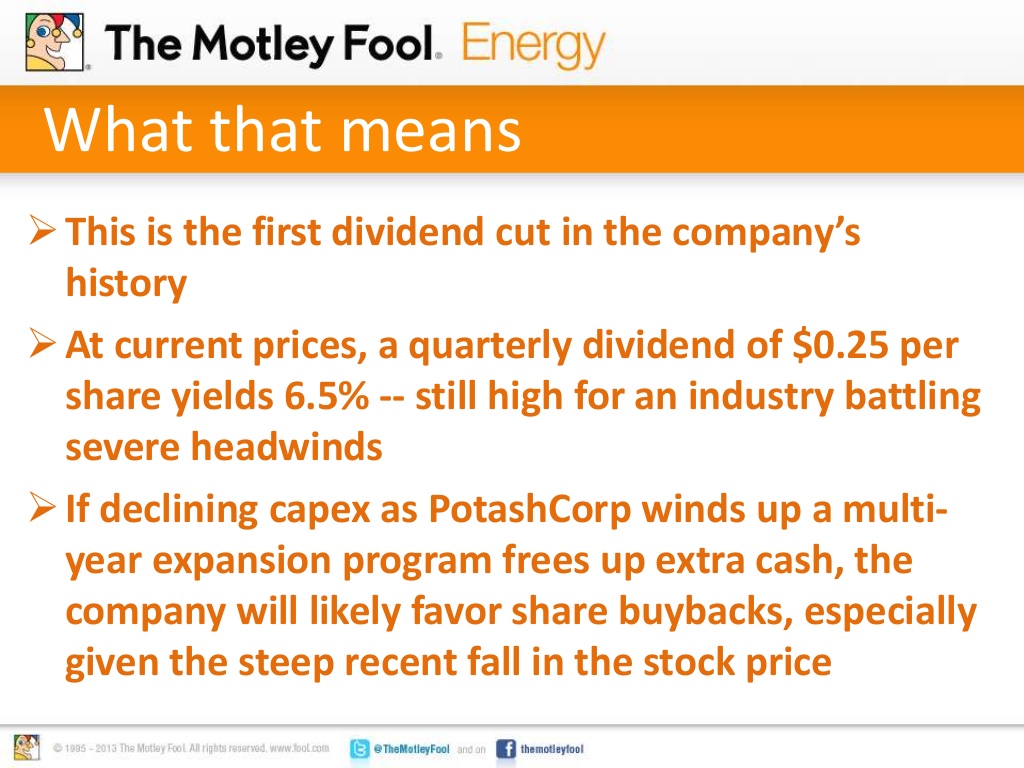 The Motley Fool® Energy
What that means
This is the first dividend cut in the company’s
history
At current prices, a quarterly dividend of $0.25 per
share yields 6.5% -- still high for an industry battling
severe headwinds
If declining capex as PotashCorp winds up a multi-
year expansion program frees up extra cash, the
company will likely favor share buybacks, especially
given the steep recent fall in the stock price
© 1995 - 2013 The Motley Fool. All rights reserved. www.fool.com @TheMotleyFool and on themotleyfool